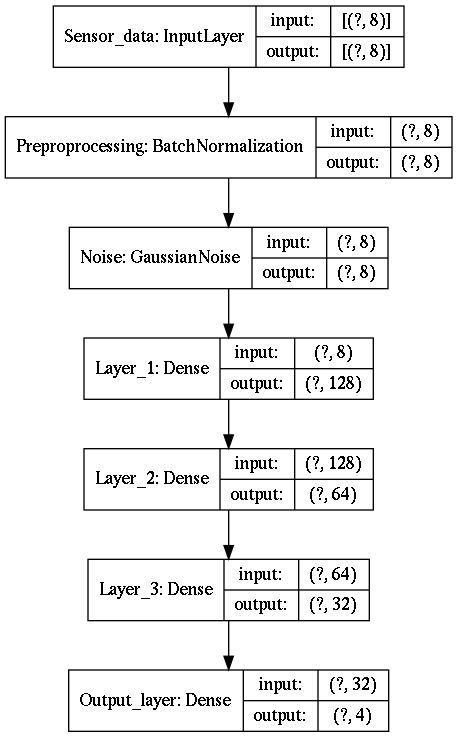 Sensor_data: InputLayer
input: [(?, 8)]
output: [(?, 8)]
Preproprocessing: BatchNormalization
input: (?, 8)
output: (?, 8)
Noise: GaussianNoise
input: (?, 8)
output: (?, 8)
Layer_1: Dense
input: (?, 8)
output: (?, 128)
Layer_2: Dense
input: (?, 128)
output: (?, 64)
Layer_3: Dense
input: (?, 64)
output: (?, 32)
Output_layer: Dense
input: (?, 32)
output: (?, 4)